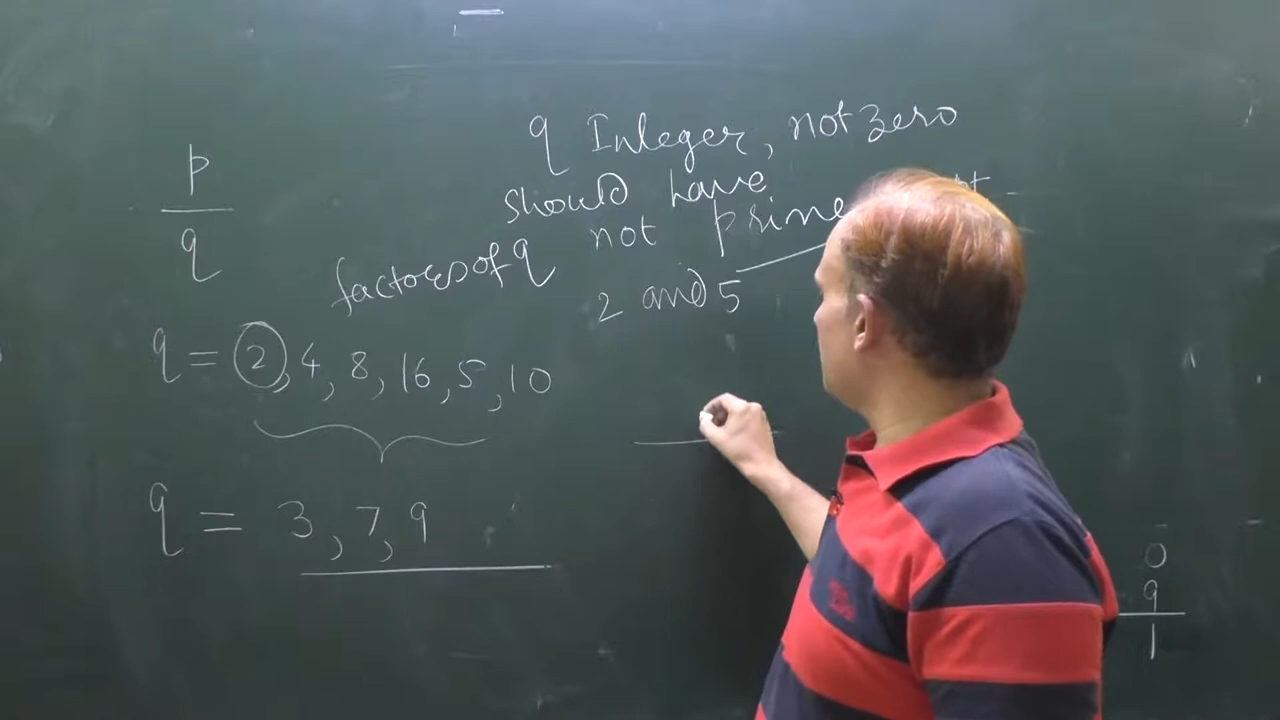 p
q
q Integer, not zero
should have
factores of q not prime
2 and 5
q = 2, 4, 8, 16, 5, 10
q = 3, 7, 9
0
9
1